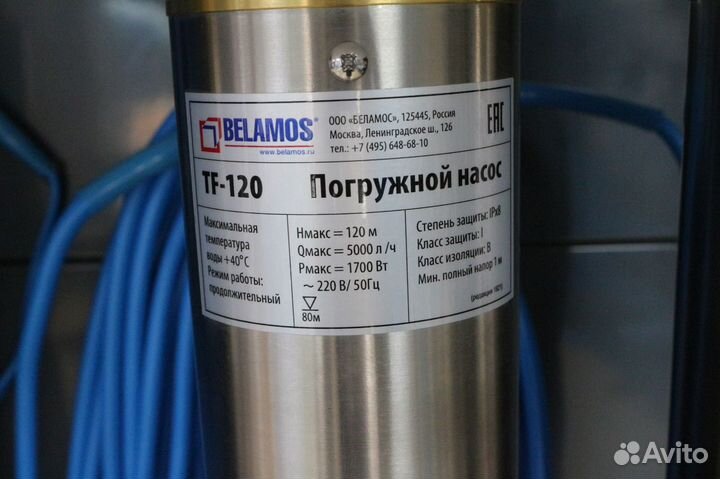 BELAMOS®
www.belamos.ru
ООО «БЕЛАМОС», 125445, Россия
Москва, Ленинградское ш., 126
тел.: +7 (495) 648-68-10
EAC
TF-120 Погружной насос
Максимальная
температура
воды +40°С
Режим работы:
продолжительный
Hмакс = 120 м
Qмакс = 5000 л /ч
Pмакс = 1700 Вт
~ 220 В/ 50Гц
80м
Степень защиты: IPx8
Класс защиты: I
Класс изоляции: В
Мин. полный напор 1 м
Avito